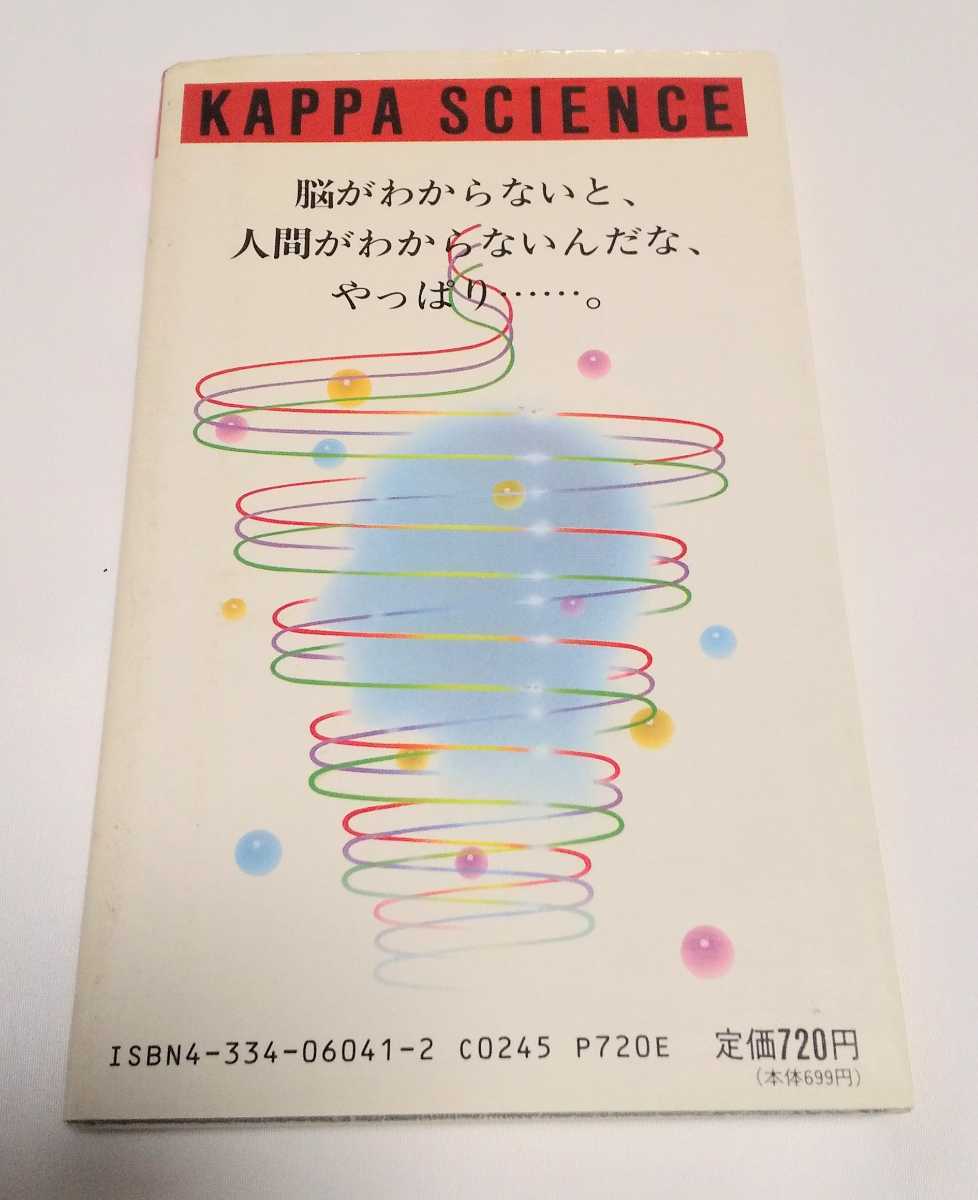 KAPPA SCIENCE
脳がわからないと、
人間がわからないんだな、
やっぱり……。
ISBN4-334-06041-2 C0245 P720E 定価720円
(本体699円)